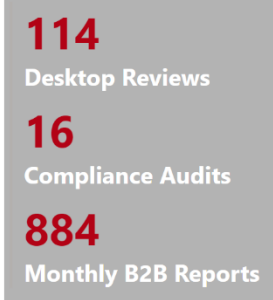 114
Desktop Reviews
16
Compliance Audits
884
Monthly B2B Reports